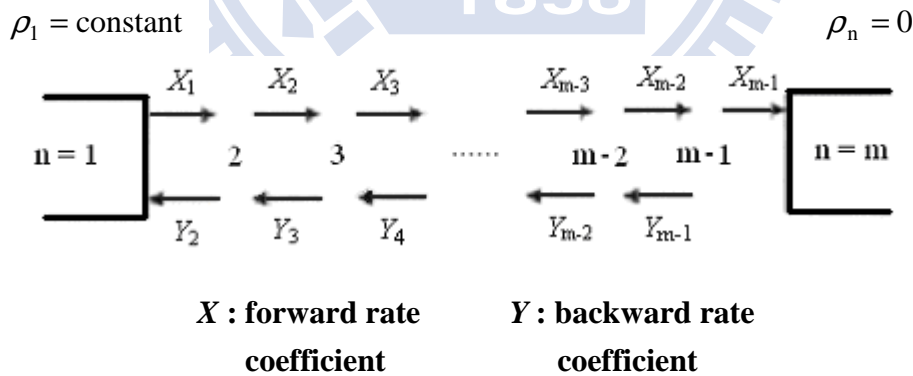 1838
ρ₁ = constant
ρₙ = 0
X₁ X₂ X₃ Xₘ₋₃ Xₘ₋₂ Xₘ₋₁
n = 1 2 3 ...... m - 2 m - 1 n = m
Y₂ Y₃ Y₄ Yₘ₋₂ Yₘ₋₁
X : forward rate
coefficient
Y : backward rate
coefficient